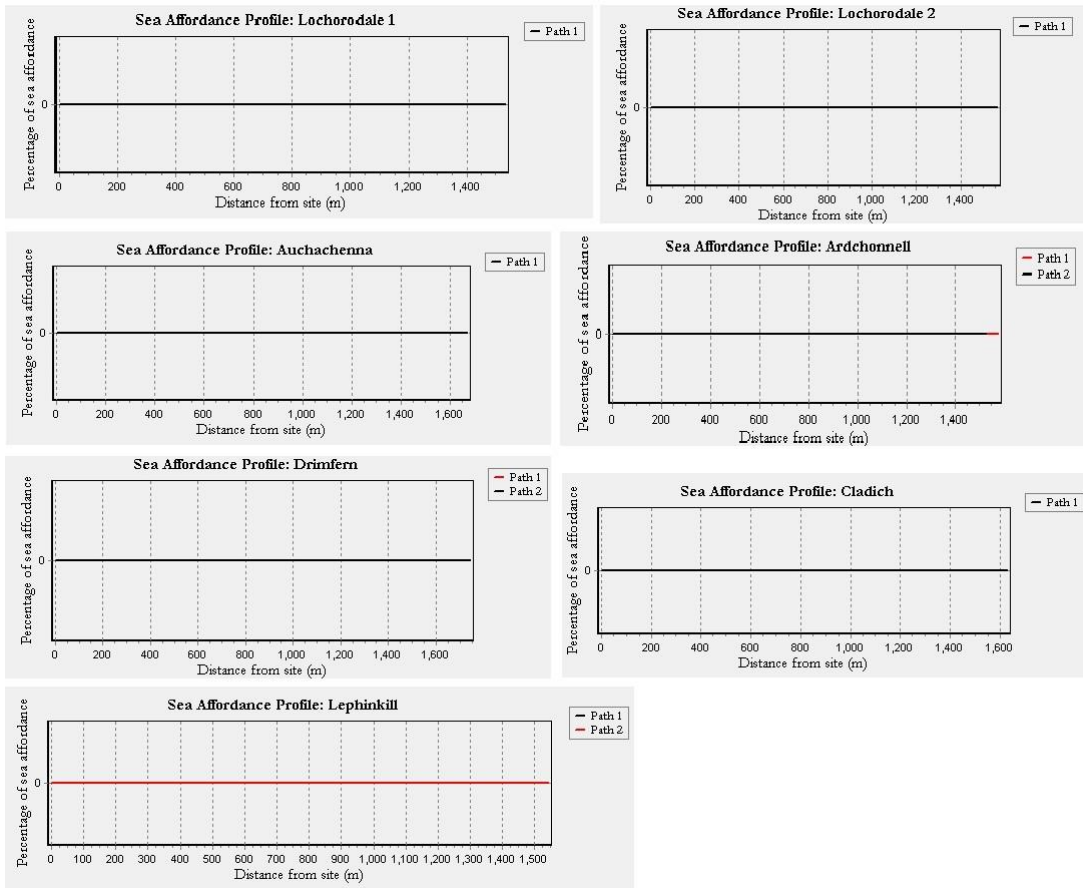 Sea Affordance Profile: Lochorodale 1
Path 1
Percentage of sea affordance
0
0 200 400 600 800 1,000 1,200 1,400
Distance from site (m)
Sea Affordance Profile: Lochorodale 2
Path 1
Percentage of sea affordance
0
0 200 400 600 800 1,000 1,200 1,400
Distance from site (m)
Sea Affordance Profile: Auchachenna
Path 1
Percentage of sea affordance
0
0 200 400 600 800 1,000 1,200 1,400 1,600
Distance from site (m)
Sea Affordance Profile: Ardchonnell
Path 1
Path 2
Percentage of sea affordance
0
0 200 400 600 800 1,000 1,200 1,400
Distance from site (m)
Sea Affordance Profile: Drimfern
Path 1
Path 2
Percentage of sea affordance
0
0 200 400 600 800 1,000 1,200 1,400 1,600
Distance from site (m)
Sea Affordance Profile: Cladich
Path 1
Percentage of sea affordance
0
0 200 400 600 800 1,000 1,200 1,400 1,600
Distance from site (m)
Sea Affordance Profile: Lephinkill
Path 1
Path 2
Percentage of sea affordance
0
0 100 200 300 400 500 600 700 800 900 1,000 1,100 1,200 1,300 1,400 1,500
Distance from site (m)